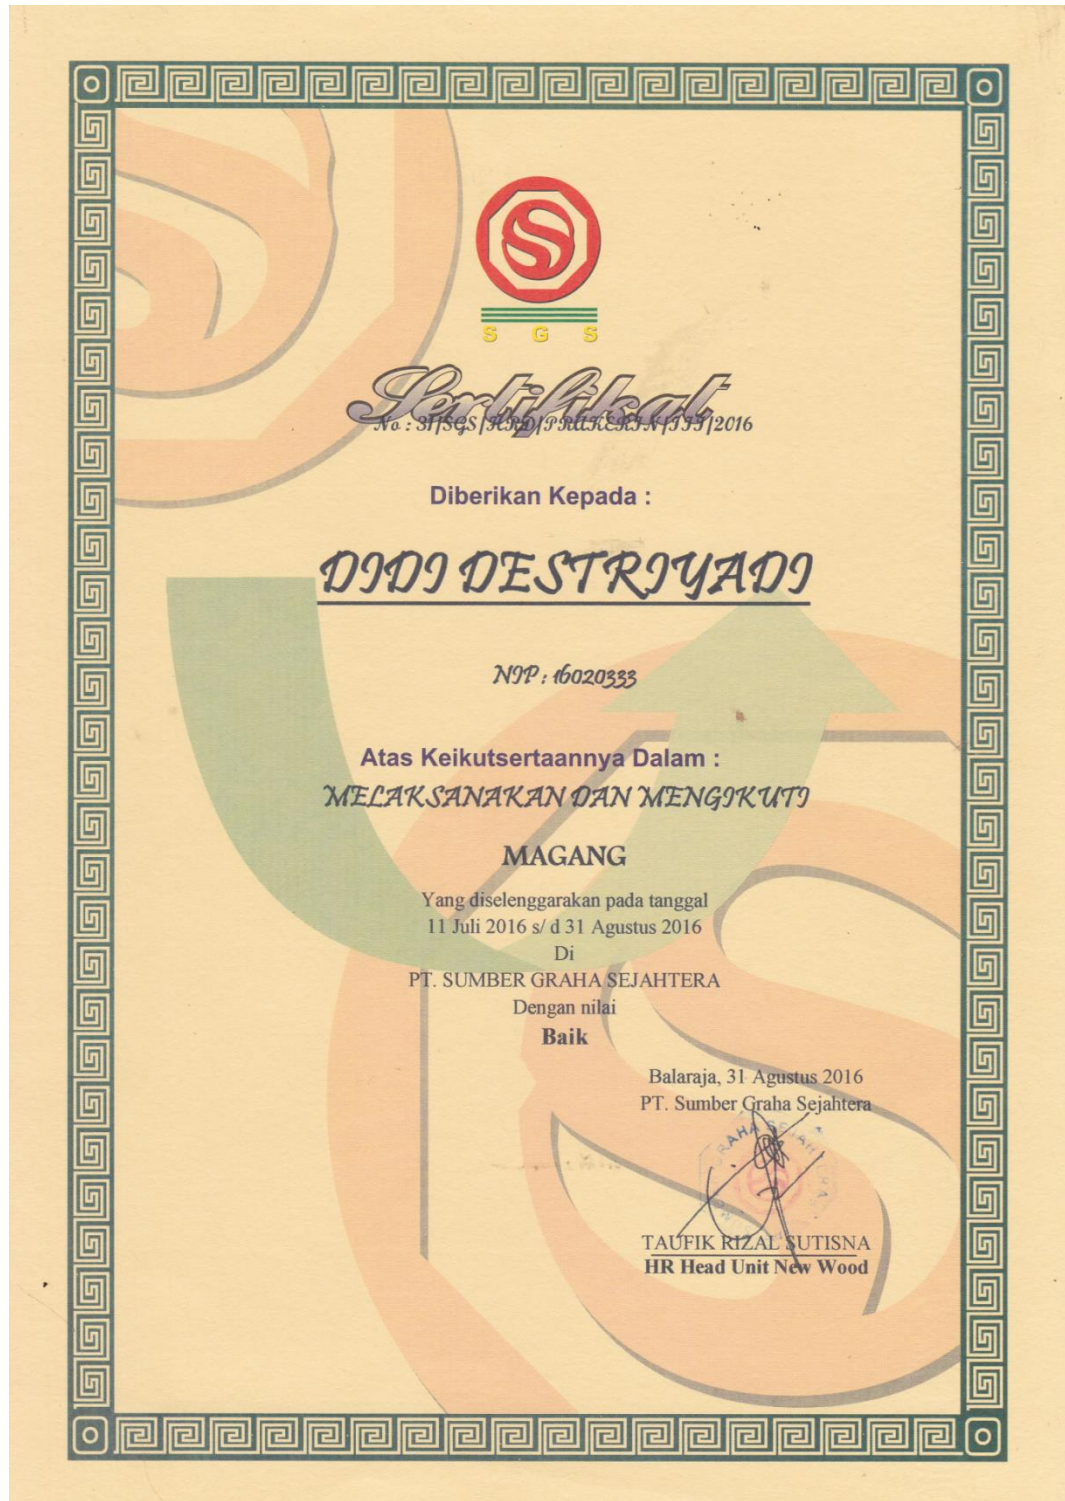 S G S
Sertifikat
No : 31/SGS/HRD/PRAKERIN/III/2016
Diberikan Kepada :
DIDI DESTRIYADI
NIP : 16020333
Atas Keikutsertaannya Dalam :
MELAKSANAKAN DAN MENGIKUTI
MAGANG
Yang diselenggarakan pada tanggal
11 Juli 2016 s/ d 31 Agustus 2016
Di
PT. SUMBER GRAHA SEJAHTERA
Dengan nilai
Baik
Balaraja, 31 Agustus 2016
PT. Sumber Graha Sejahtera
GRAHA SEJAHTERA
TAUFIK RIZAL SUTISNA
HR Head Unit New Wood